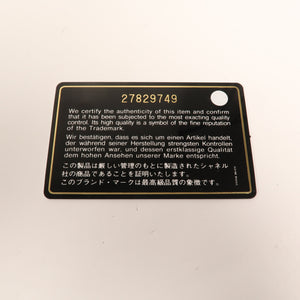 27829749
We certify the authenticity of this item and confirm
that it has been subjected to the most exacting quality
control. Its high quality is a symbol of the fine reputation
of the Trademark.
Wir bestätigen, dass es sich um einen Artikel handelt,
der während seiner Herstellung strengsten Kontrollen
unterworfen war, und dessen erstklassige Qualität
dem hohen Ansehen unserer Marke entspricht.
この製品は厳しい管理のもとに製造されたシャネル
社の商品であることを証明いたします。
このブランド・マークは最高級品質の象徴です。